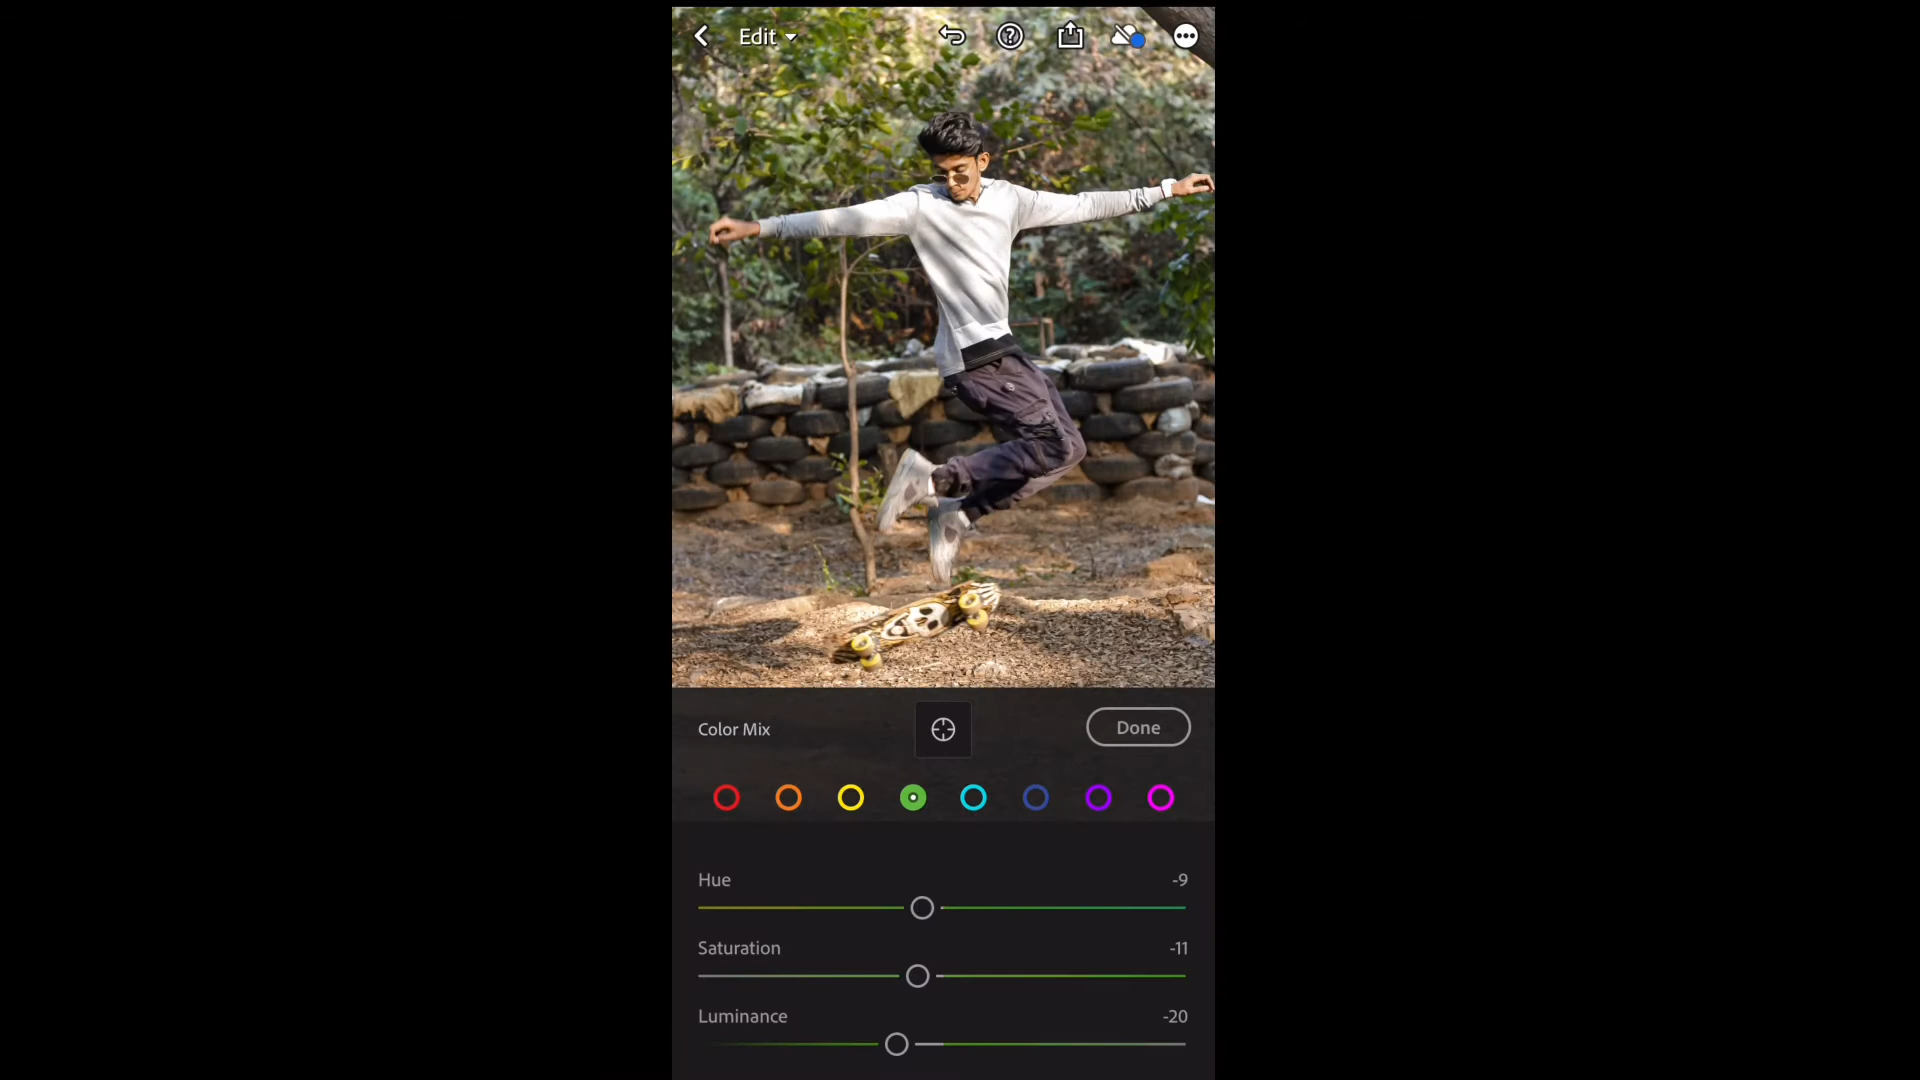 Edit
Color Mix
Done
Hue -9
Saturation -11
Luminance -20